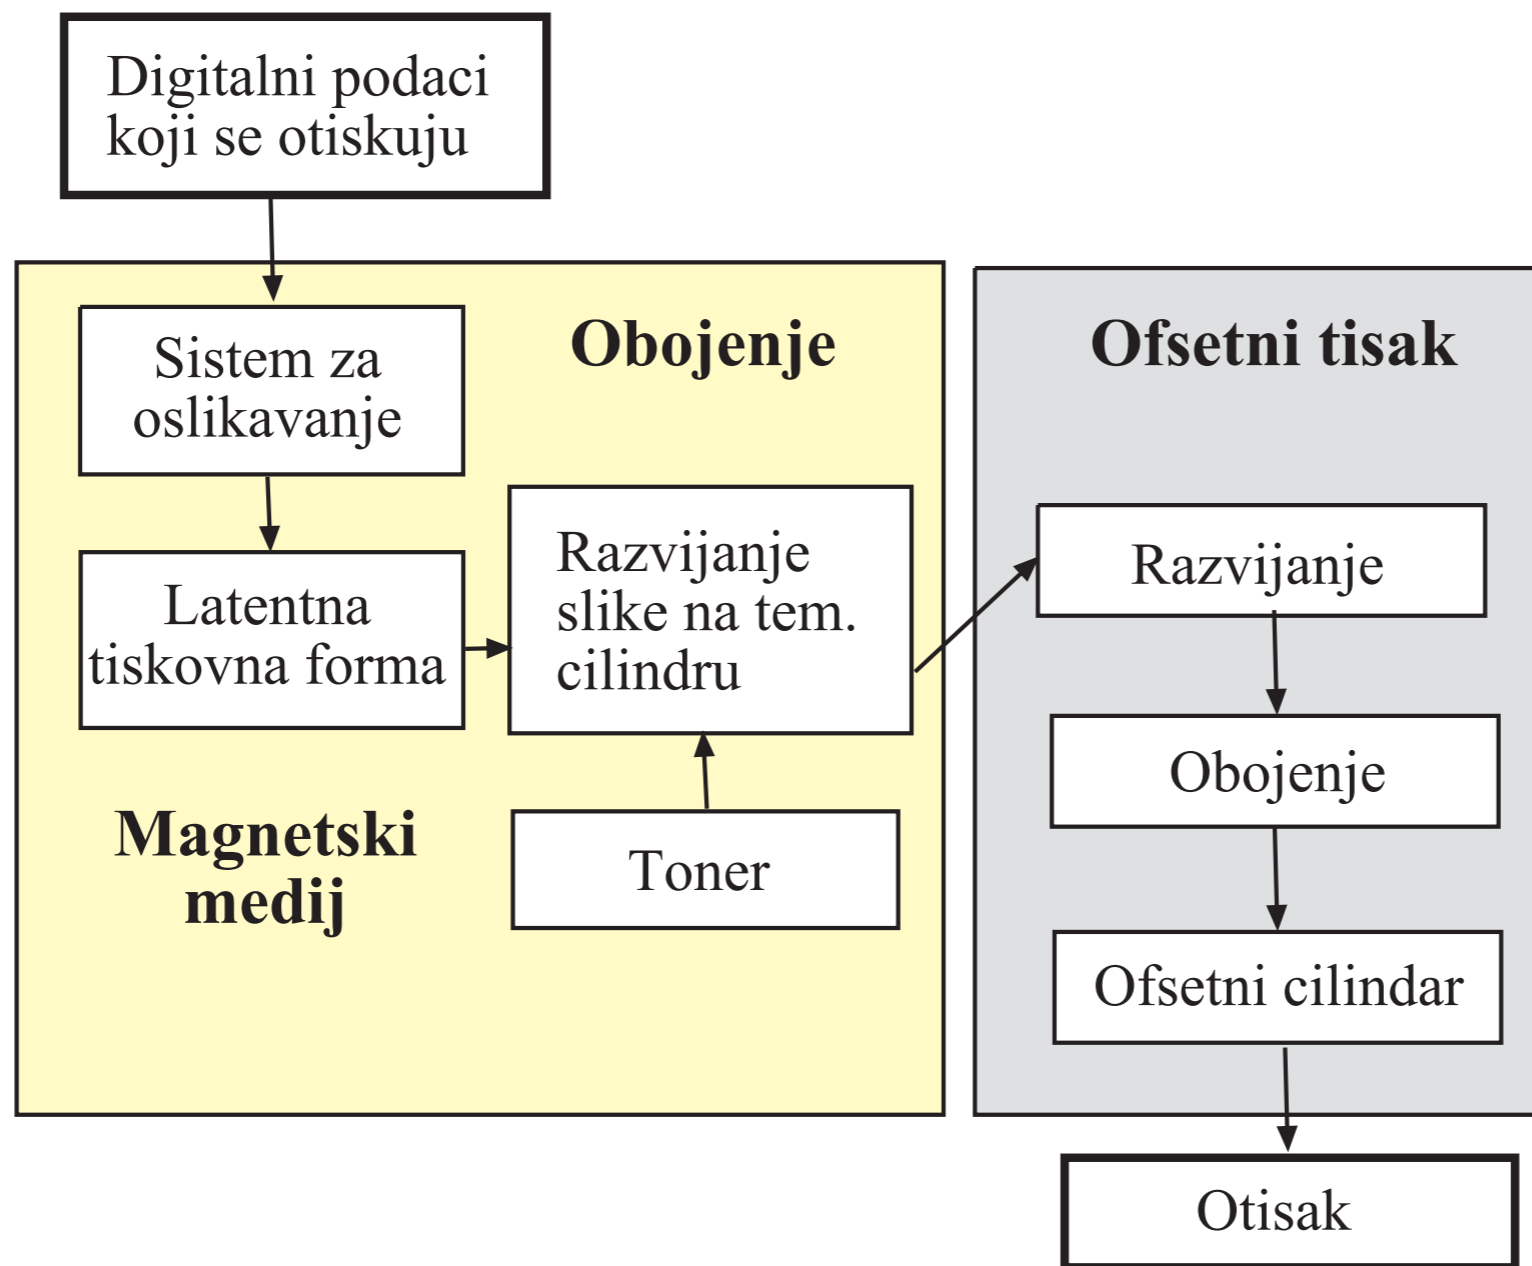 Digitalni podaci
koji se otiskuju
Sistem za
oslikavanje
Obojenje
Latentna
tiskovna forma
Razvijanje
slike na tem.
cilindru
Magnetski
medij
Toner
Ofsetni tisak
Razvijanje
Obojenje
Ofsetni cilindar
Otisak